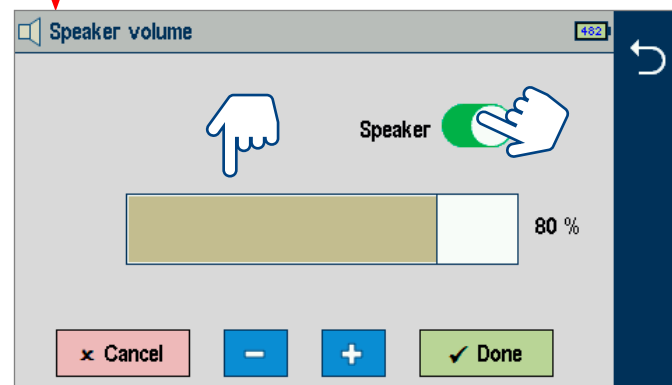 Speaker volume
482
Speaker
80 %
× Cancel
−
+
✓ Done